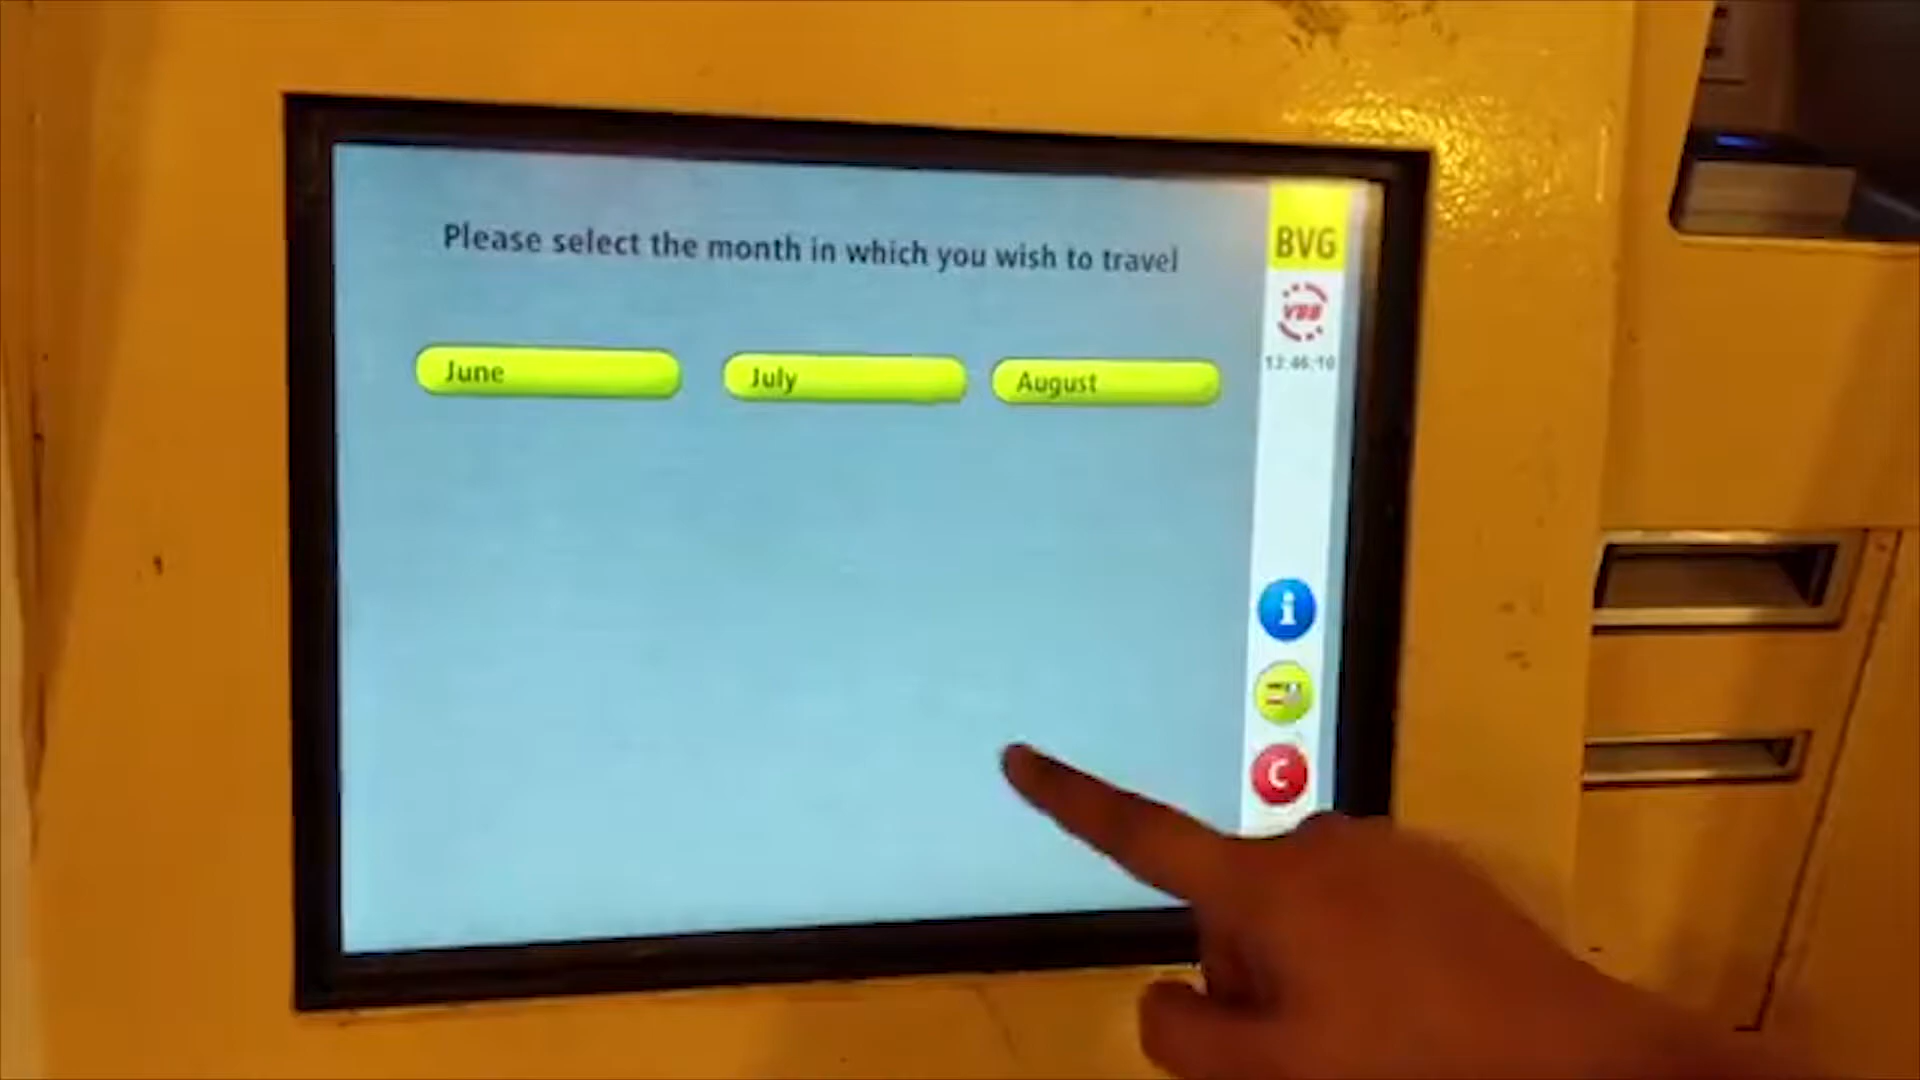 Please select the month in which you wish to travel
BVG
VBB
June
July
August
i
C